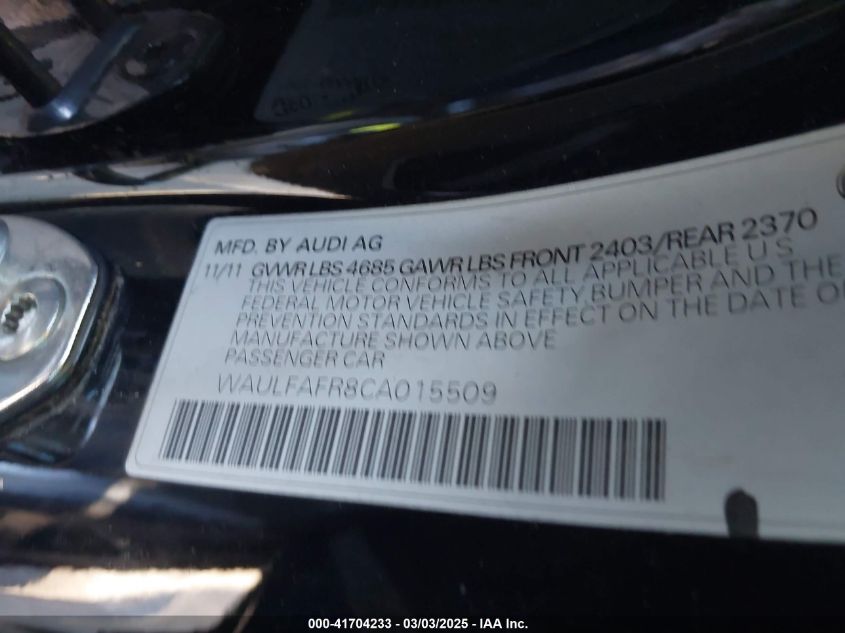 MFD. BY AUDI AG
11/11 GVWR LBS 4685 GAWR LBS FRONT 2403/REAR 2370
THIS VEHICLE CONFORMS TO ALL APPLICABLE U S
FEDERAL MOTOR VEHICLE SAFETY, BUMPER AND THE
PREVENTION STANDARDS IN EFFECT ON THE DATE O
MANUFACTURE SHOWN ABOVE
PASSENGER CAR
WAULFAFR8CA015509
000-41704233 - 03/03/2025 - IAA Inc.